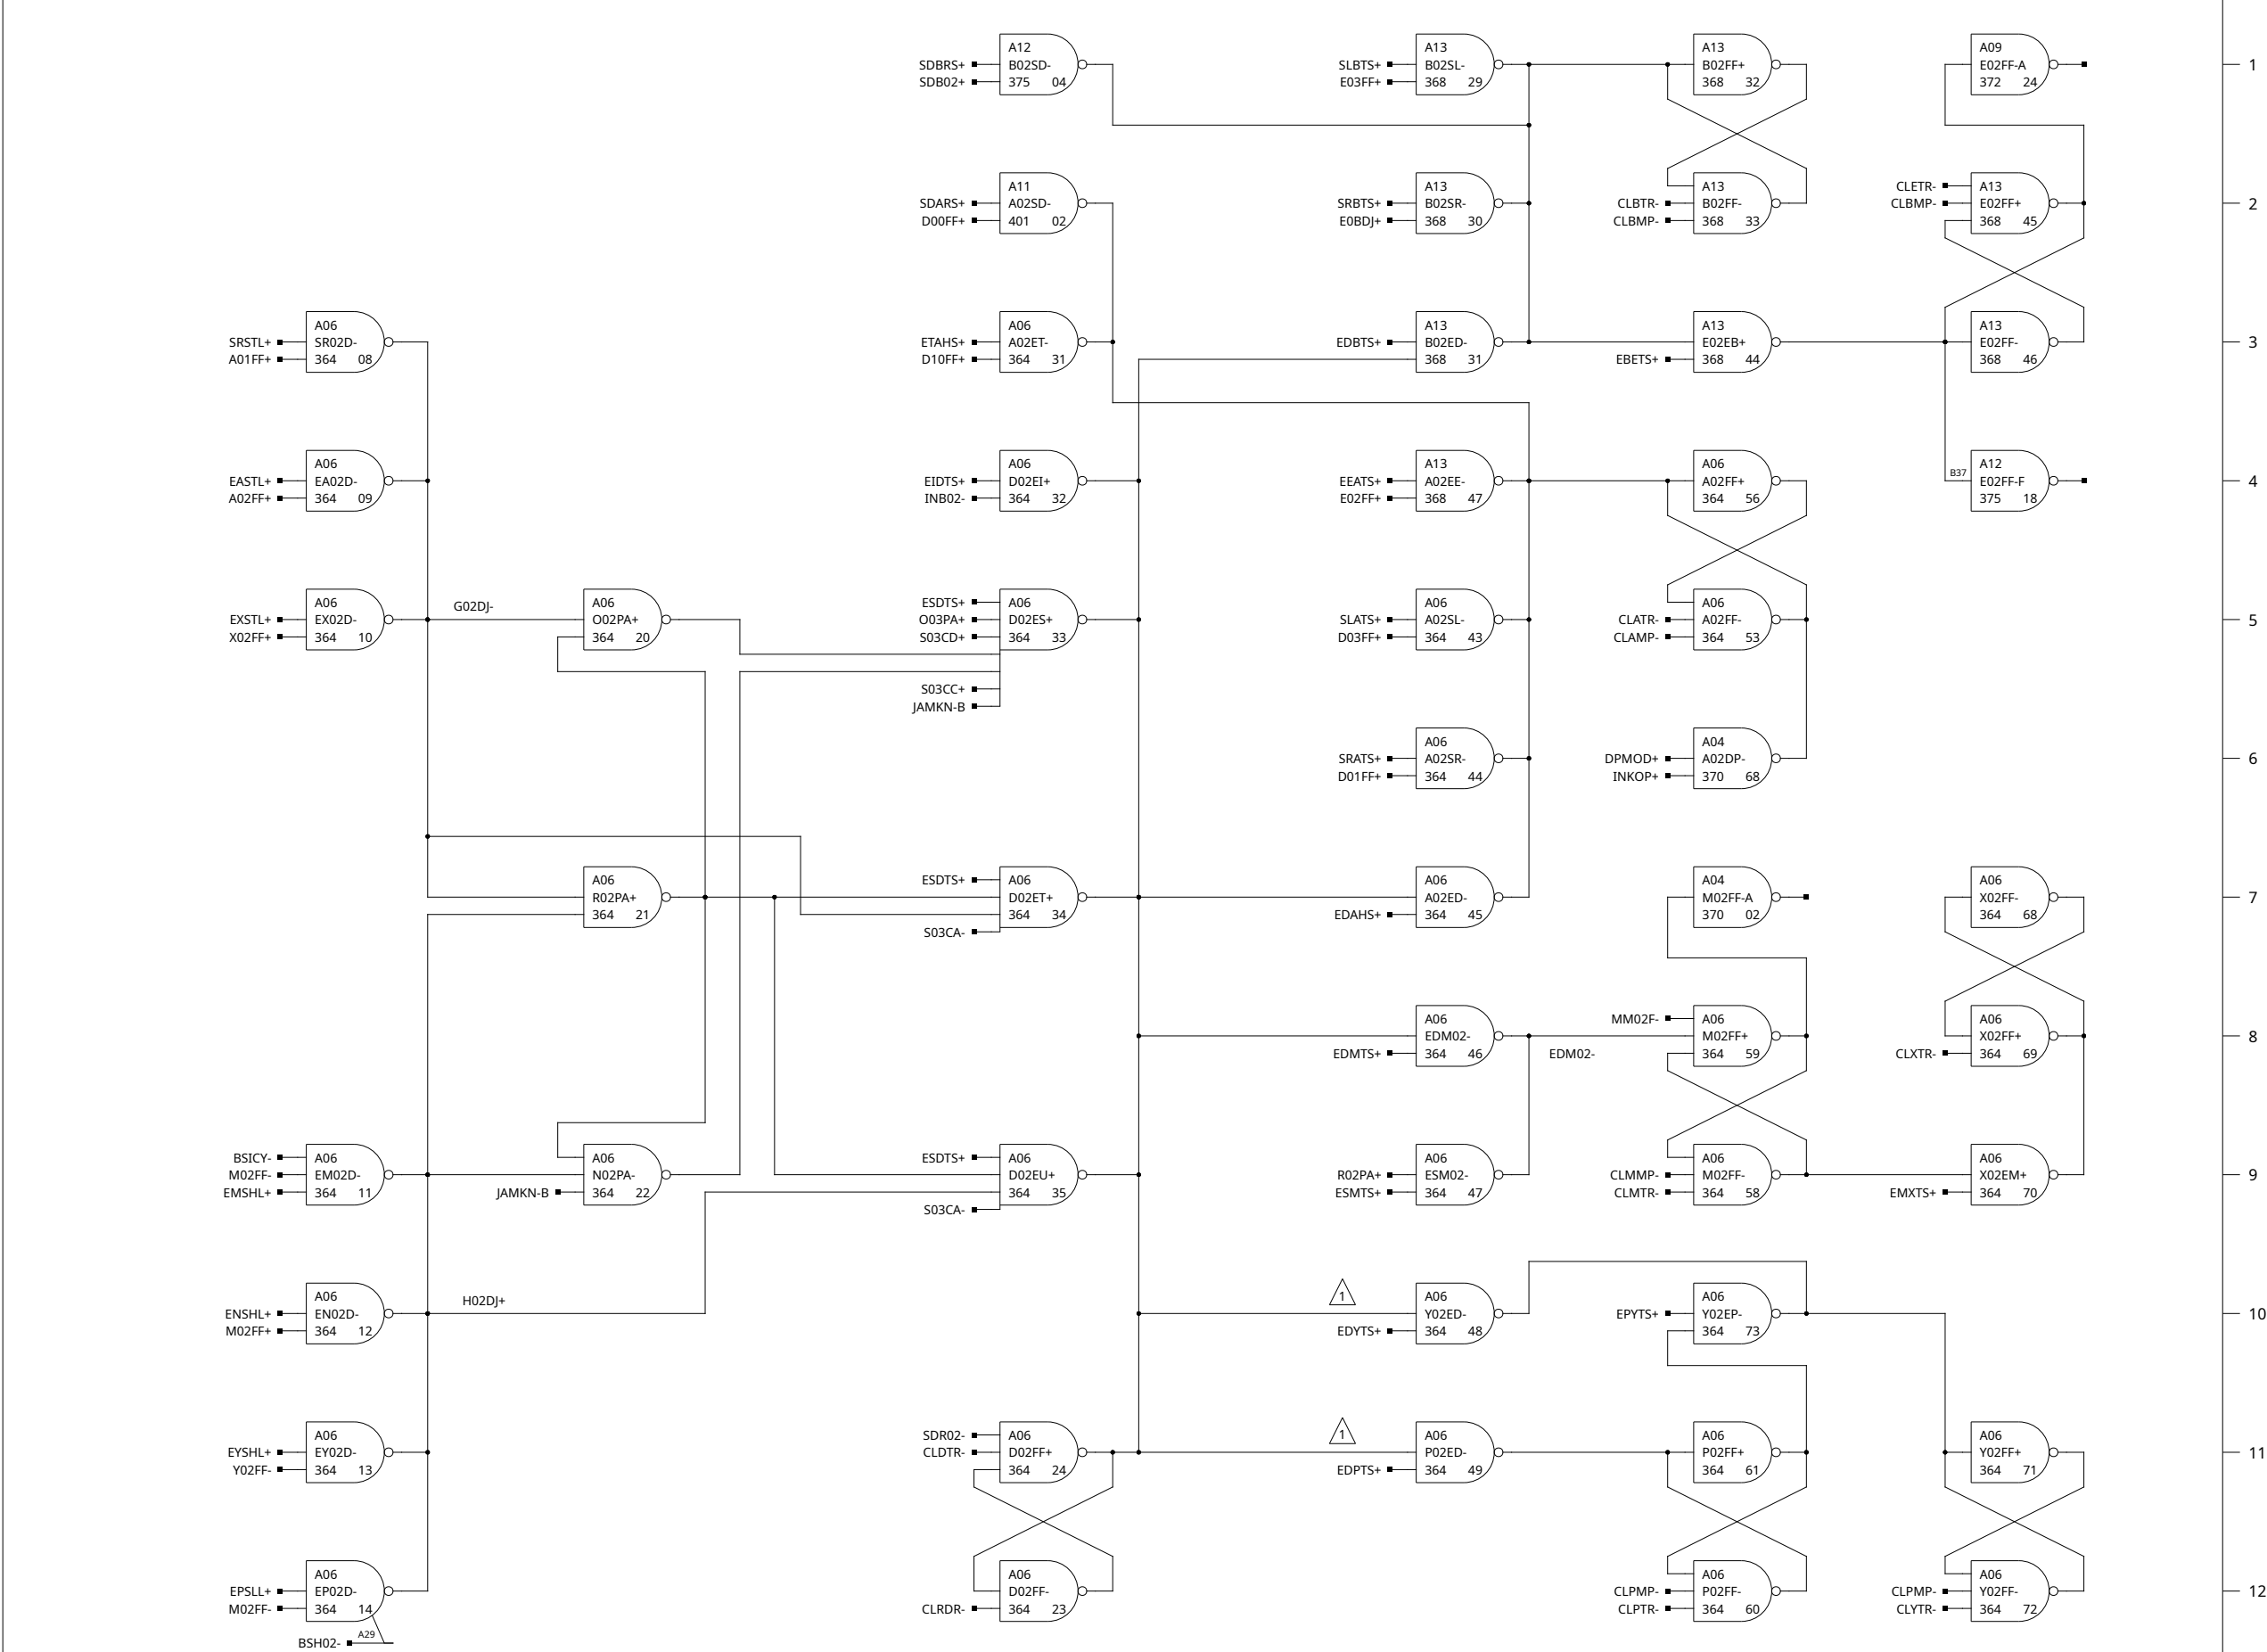 A12
SDBRS+ B02SD-
SDB02+ 375 04
A13
SLBTS+ B02SL-
E03FF+ 368 29
A13
B02FF+
368 32
A09
E02FF-A
372 24
1
A11
SDARS+ A02SD-
D00FF+ 401 02
A13
SRBTS+ B02SR-
E0BDJ+ 368 30
A13
CLBTR- B02FF-
CLBMP- 368 33
CLETR- A13
CLBMP- E02FF+
368 45
2
A06
SRSTL+ SR02D-
A01FF+ 364 08
A06
ETAHS+ A02ET-
D10FF+ 364 31
A13
EDBTS+ B02ED-
368 31
A13
E02EB+
EBETS+ 368 44
A13
E02FF-
368 46
3
A06
EASTL+ EA02D-
A02FF+ 364 09
A06
EIDTS+ D02EI+
INB02- 364 32
A13
EEATS+ A02EE-
E02FF+ 368 47
A06
A02FF+
364 56
B37
A12
E02FF-F
375 18
4
A06
EXSTL+ EX02D-
X02FF+ 364 10
G02DJ-
A06
O02PA+
364 20
ESDTS+ A06
O03PA+ D02ES+
S03CD+ 364 33
S03CC+
JAMKN-B
A06
SLATS+ A02SL-
D03FF+ 364 43
A06
CLATR- A02FF-
CLAMP- 364 53
5
A06
SRATS+ A02SR-
D01FF+ 364 44
A04
DPMOD+ A02DP-
INKOP+ 370 68
6
A06
R02PA+
364 21
ESDTS+ A06
D02ET+
364 34
S03CA-
A06
A02ED-
EDAHS+ 364 45
A04
M02FF-A
370 02
A06
X02FF-
364 68
7
A06
EDM02-
EDMTS+ 364 46
EDM02-
MM02F- A06
M02FF+
364 59
A06
X02FF+
CLXTR- 364 69
8
BSICY- A06
M02FF- EM02D-
EMSHL+ 364 11
A06
N02PA-
JAMKN-B 364 22
ESDTS+ A06
D02EU+
364 35
S03CA-
A06
R02PA+ ESM02-
ESMTS+ 364 47
A06
CLMMP- M02FF-
CLMTR- 364 58
A06
X02EM+
EMXTS+ 364 70
9
A06
ENSHL+ EN02D-
M02FF+ 364 12
H02DJ+
1
A06
Y02ED-
EDYTS+ 364 48
A06
EPYTS+ Y02EP-
364 73
10
A06
EYSHL+ EY02D-
Y02FF- 364 13
SDR02- A06
CLDTR- D02FF+
364 24
1
A06
P02ED-
EDPTS+ 364 49
A06
P02FF+
364 61
A06
Y02FF+
364 71
11
A06
EPSLL+ EP02D-
M02FF- 364 14
BSH02- A29
A06
D02FF-
CLRDR- 364 23
A06
CLPMP- P02FF-
CLPTR- 364 60
A06
CLPMP- Y02FF-
CLYTR- 364 72
12